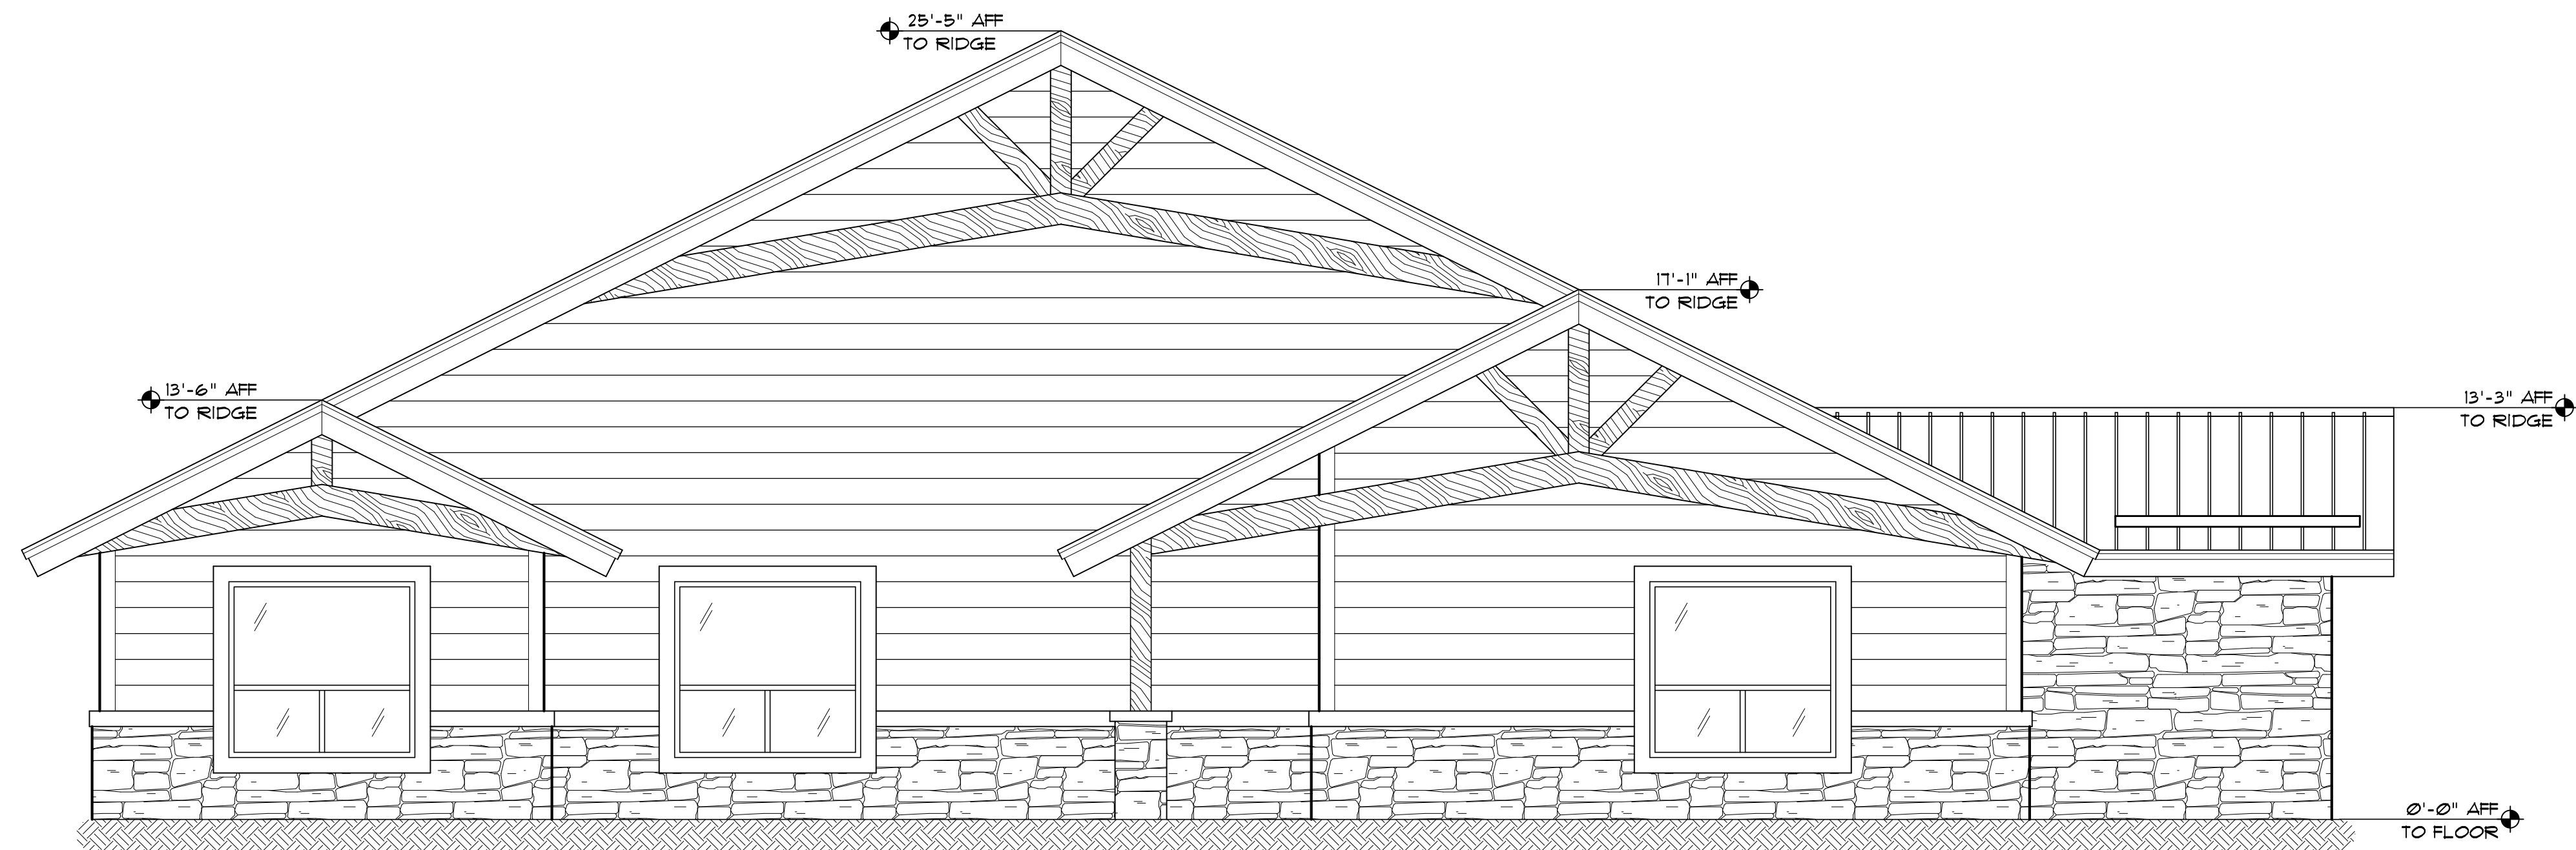 25'-5" AFF
TO RIDGE
17'-1" AFF
TO RIDGE
13'-6" AFF
TO RIDGE
13'-3" AFF
TO RIDGE
0'-0" AFF
TO FLOOR